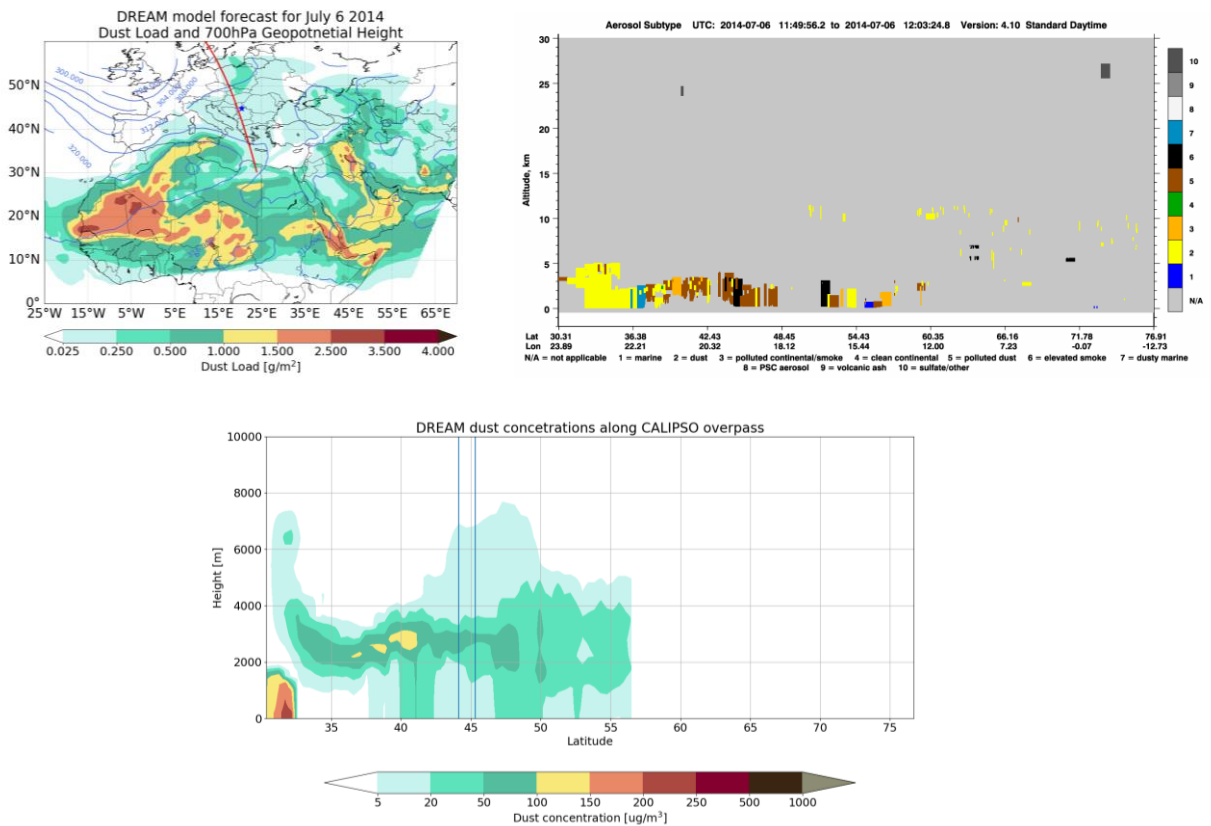 DREAM model forecast for July 6 2014
Dust Load and 700hPa Geopotnetial Height
50°N
40°N
30°N
20°N
10°N
0°
25°W 15°W 5°W 5°E 15°E 25°E 35°E 45°E 55°E 65°E
300.000
304.000
312.000
320.000
0.025 0.250 0.500 1.000 1.500 2.500 3.500 4.000
Dust Load [g/m²]
Aerosol Subtype UTC: 2014-07-06 11:49:56.2 to 2014-07-06 12:03:24.8 Version: 4.10 Standard Daytime
Altitude, km
30
25
20
15
10
5
0
10
9
8
7
6
5
4
3
2
1
N/A
Lat 30.31 36.38 42.43 48.45 54.43 60.35 66.16 71.78 76.91
Lon 23.89 22.21 20.32 18.12 15.44 12.00 7.23 -0.07 -12.73
N/A = not applicable 1 = marine 2 = dust 3 = polluted continental/smoke 4 = clean continental 5 = polluted dust 6 = elevated smoke 7 = dusty marine
8 = PSC aerosol 9 = volcanic ash 10 = sulfate/other
DREAM dust concetrations along CALIPSO overpass
Height [m]
10000
8000
6000
4000
2000
0
35 40 45 50 55 60 65 70 75
Latitude
5 20 50 100 150 200 250 500 1000
Dust concentration [ug/m³]